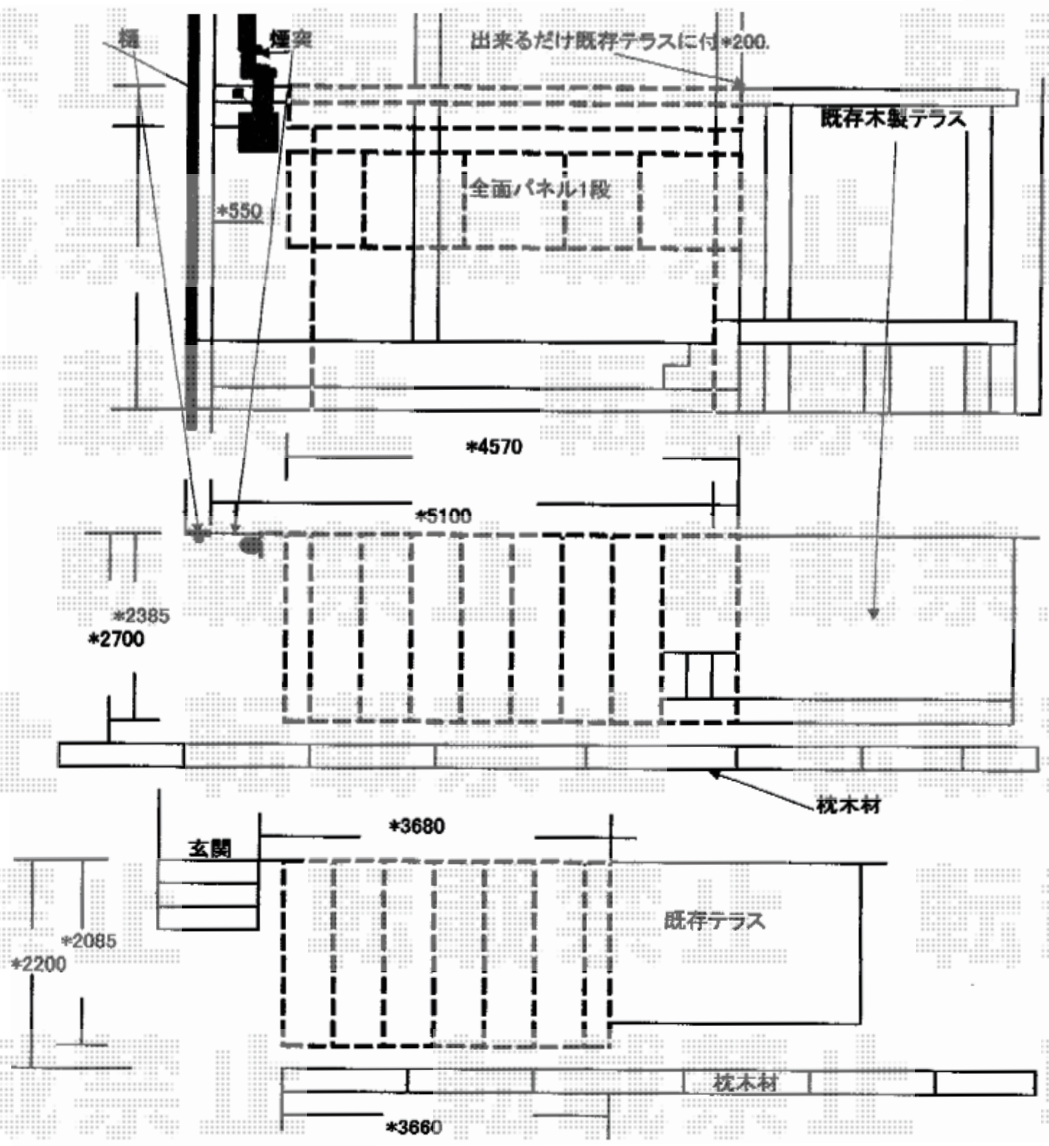 樋
煙突
出来るだけ既存テラスに付*200.
既存木製テラス
全面パネル1段
*550
*4570
*5100
*2385
*2700
枕木材
*3680
玄関
既存テラス
*2085
*2200
枕木材
*3660